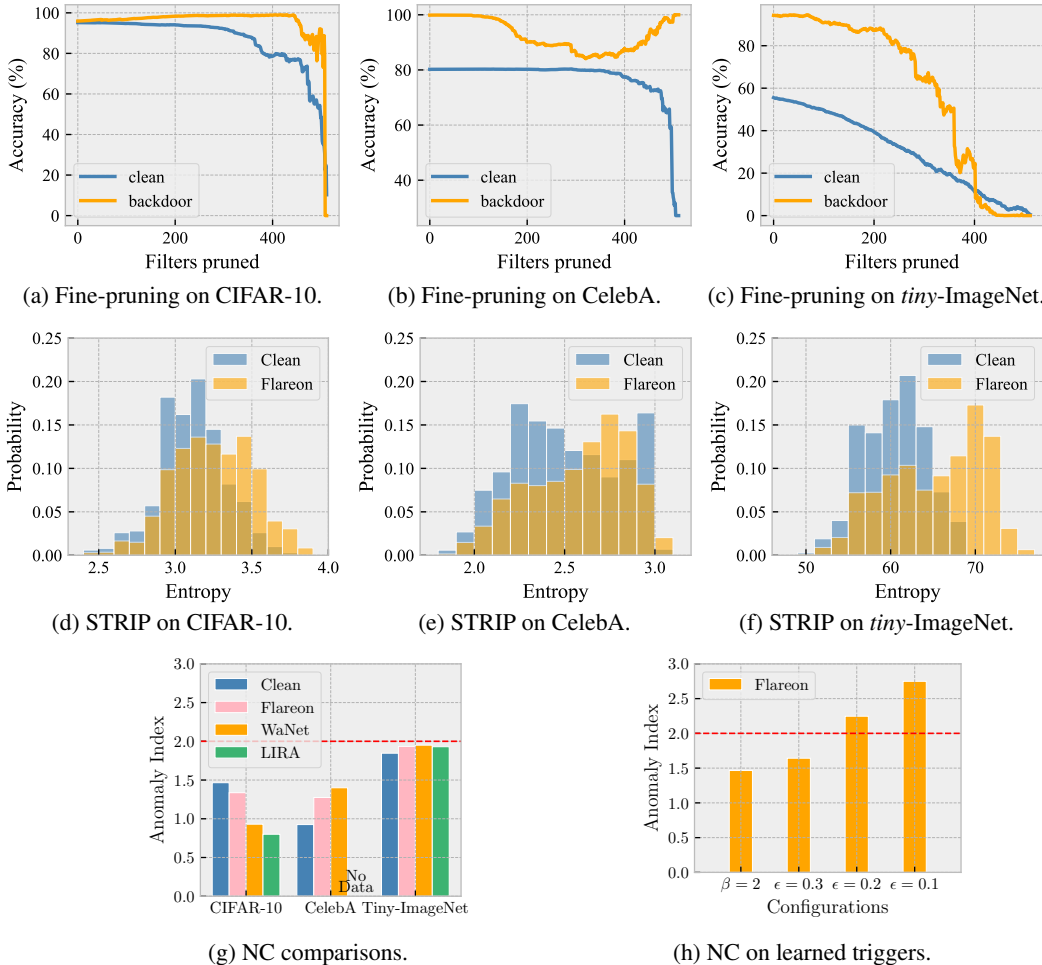 100
80
60
40
20
0
Accuracy (%)
clean
backdoor
0 200 400
Filters pruned
(a) Fine-pruning on CIFAR-10.
100
80
60
40
Accuracy (%)
clean
backdoor
0 200 400
Filters pruned
(b) Fine-pruning on CelebA.
80
60
40
20
0
Accuracy (%)
clean
backdoor
0 200 400
Filters pruned
(c) Fine-pruning on tiny-ImageNet.
0.25
0.20
0.15
0.10
0.05
0.00
Probability
Clean
Flareon
2.5 3.0 3.5 4.0
Entropy
(d) STRIP on CIFAR-10.
0.25
0.20
0.15
0.10
0.05
0.00
Probability
Clean
Flareon
2.0 2.5 3.0
Entropy
(e) STRIP on CelebA.
0.25
0.20
0.15
0.10
0.05
0.00
Probability
Clean
Flareon
50 60 70
Entropy
(f) STRIP on tiny-ImageNet.
3.0
2.5
2.0
1.5
1.0
0.5
0.0
Anomaly Index
Clean
Flareon
WaNet
LIRA
No
Data
CIFAR-10 CelebA Tiny-ImageNet
(g) NC comparisons.
3.0
2.5
2.0
1.5
1.0
0.5
0.0
Anomaly Index
Flareon
β = 2 ϵ = 0.3 ϵ = 0.2 ϵ = 0.1
Configurations
(h) NC on learned triggers.